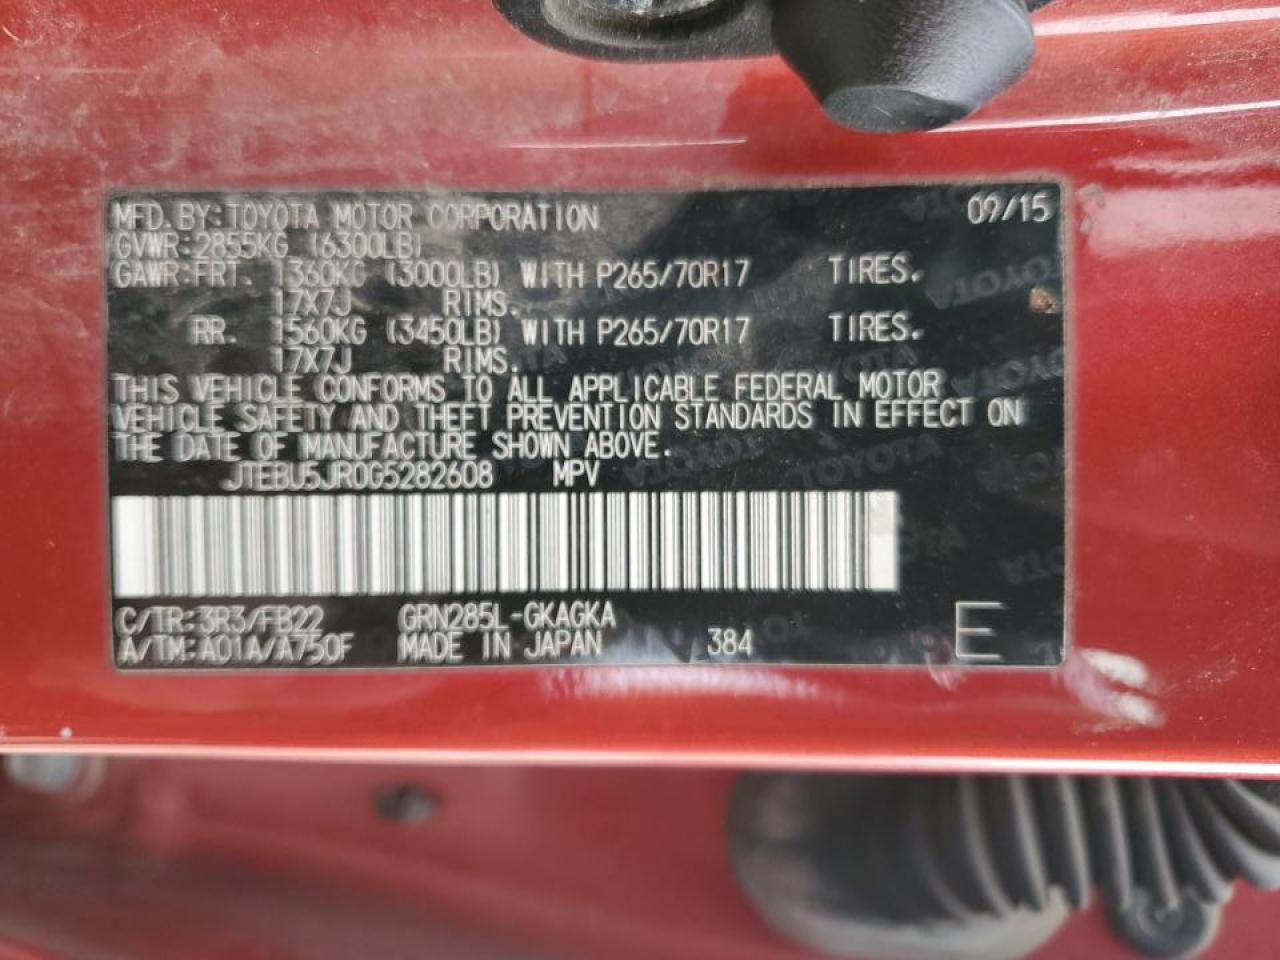 MFD. BY: TOYOTA MOTOR CORPORATION 09/15
GVWR: 2855KG (6300LB)
GAWR: FRT. 1360KG (3000LB) WITH P265/70R17 TIRES.
17X7J RIMS.
RR. 1560KG (3450LB) WITH P265/70R17 TIRES.
17X7J RIMS.
THIS VEHICLE CONFORMS TO ALL APPLICABLE FEDERAL MOTOR
VEHICLE SAFETY AND THEFT PREVENTION STANDARDS IN EFFECT ON
THE DATE OF MANUFACTURE SHOWN ABOVE.
JTEBU5JR0G5282608 MPV
C/TR: 3R3/FB22 GRN285L-GKAGKA
A/TM: A01A/A750F MADE IN JAPAN 384 E